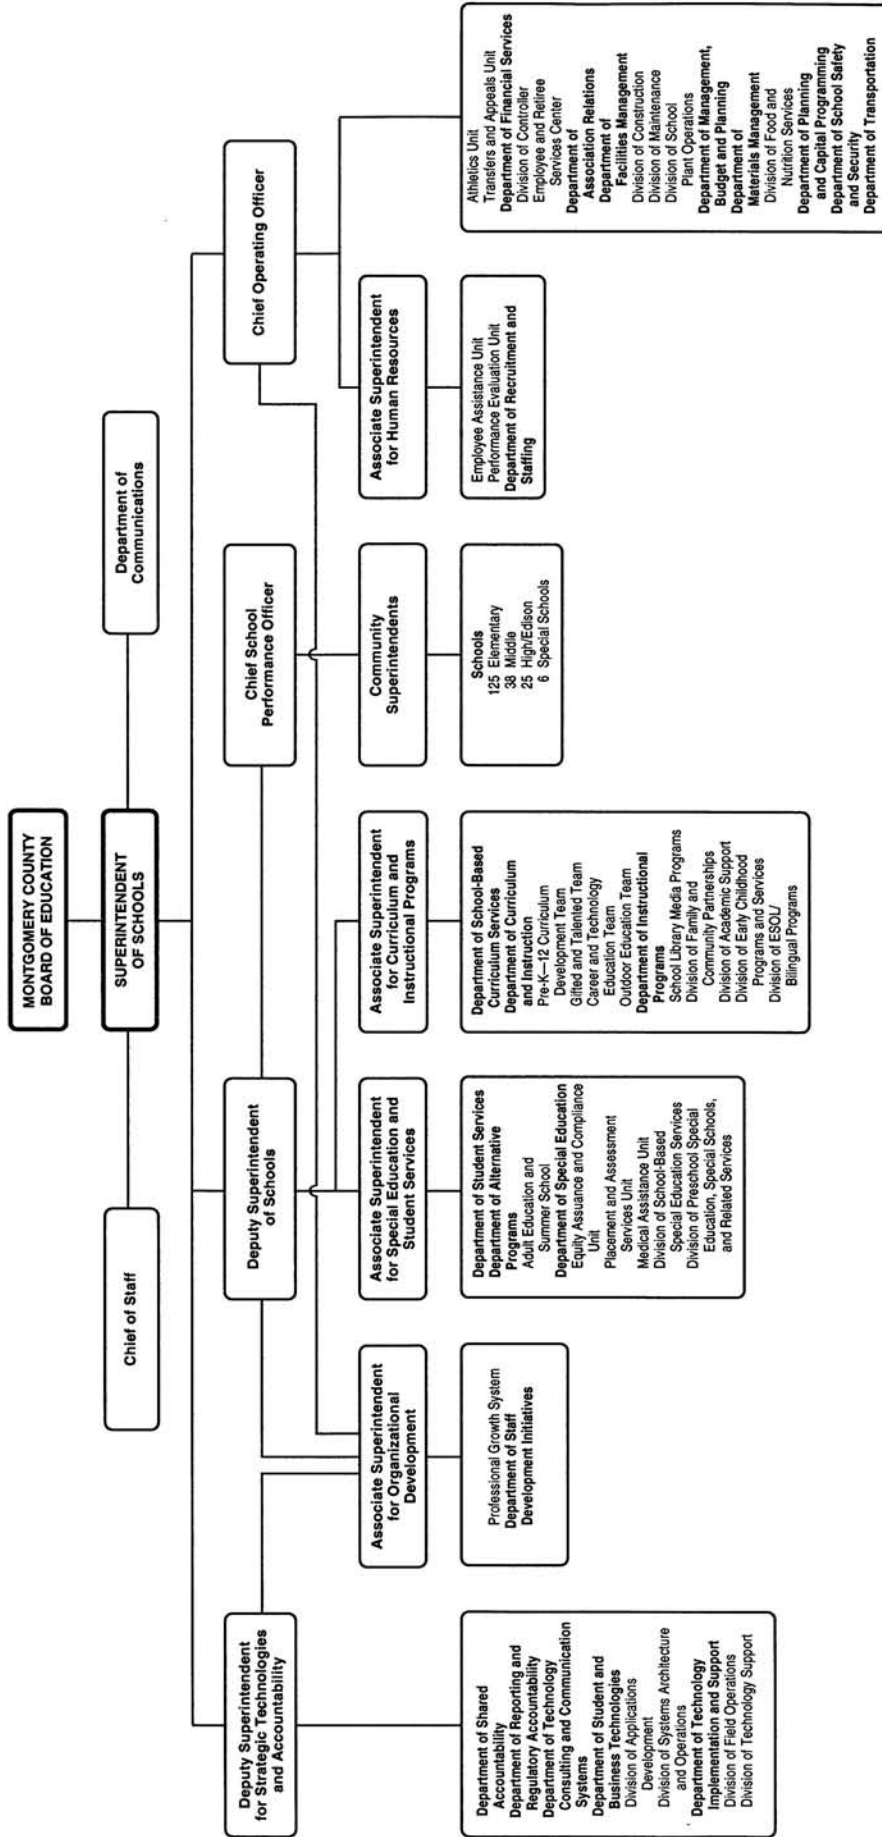 MONTGOMERY COUNTY
BOARD OF EDUCATION
SUPERINTENDENT
OF SCHOOLS
Chief of Staff
Department of
Communications
Deputy Superintendent
for Strategic Technologies
and Accountability
Deputy Superintendent
of Schools
Chief School
Performance Officer
Chief Operating Officer
Associate Superintendent
for Organizational
Development
Associate Superintendent
for Special Education and
Student Services
Associate Superintendent
for Curriculum and
Instructional Programs
Community
Superintendents
Associate Superintendent
for Human Resources
Department of Shared
Accountability
Department of Reporting and
Regulatory Accountability
Department of Technology
Consulting and Communication
Systems
Department of Student and
Business Technologies
Division of Applications
Development
Division of Systems Architecture
and Operations
Department of Technology
Implementation and Support
Division of Field Operations
Division of Technology Support
Professional Growth System
Department of Staff
Development Initiatives
Department of Student Services
Department of Alternative
Programs
Adult Education and
Summer School
Department of Special Education
Equity Assuance and Compliance
Unit
Placement and Assessment
Services Unit
Medical Assistance Unit
Division of School-Based
Special Education Services
Division of Preschool Special
Education, Special Schools,
and Related Services
Department of School-Based
Curriculum Services
Department of Curriculum
and Instruction
Pre-K—12 Curriculum
Development Team
Gifted and Talented Team
Career and Technology
Education Team
Outdoor Education Team
Department of Instructional
Programs
School Library Media Programs
Division of Family and
Community Partnerships
Division of Academic Support
Division of Early Childhood
Programs and Services
Division of ESOL/
Bilingual Programs
Schools
125 Elementary
38 Middle
25 High/Edison
6 Special Schools
Employee Assistance Unit
Performance Evaluation Unit
Department of Recruitment and
Staffing
Athletics Unit
Transfers and Appeals Unit
Department of Financial Services
Division of Controller
Employee and Retiree
Services Center
Department of
Association Relations
Department of
Facilities Management
Division of Construction
Division of Maintenance
Division of School
Plant Operations
Department of Management,
Budget and Planning
Department of
Materials Management
Division of Food and
Nutrition Services
Department of Planning
and Capital Programming
Department of School Safety
and Security
Department of Transportation